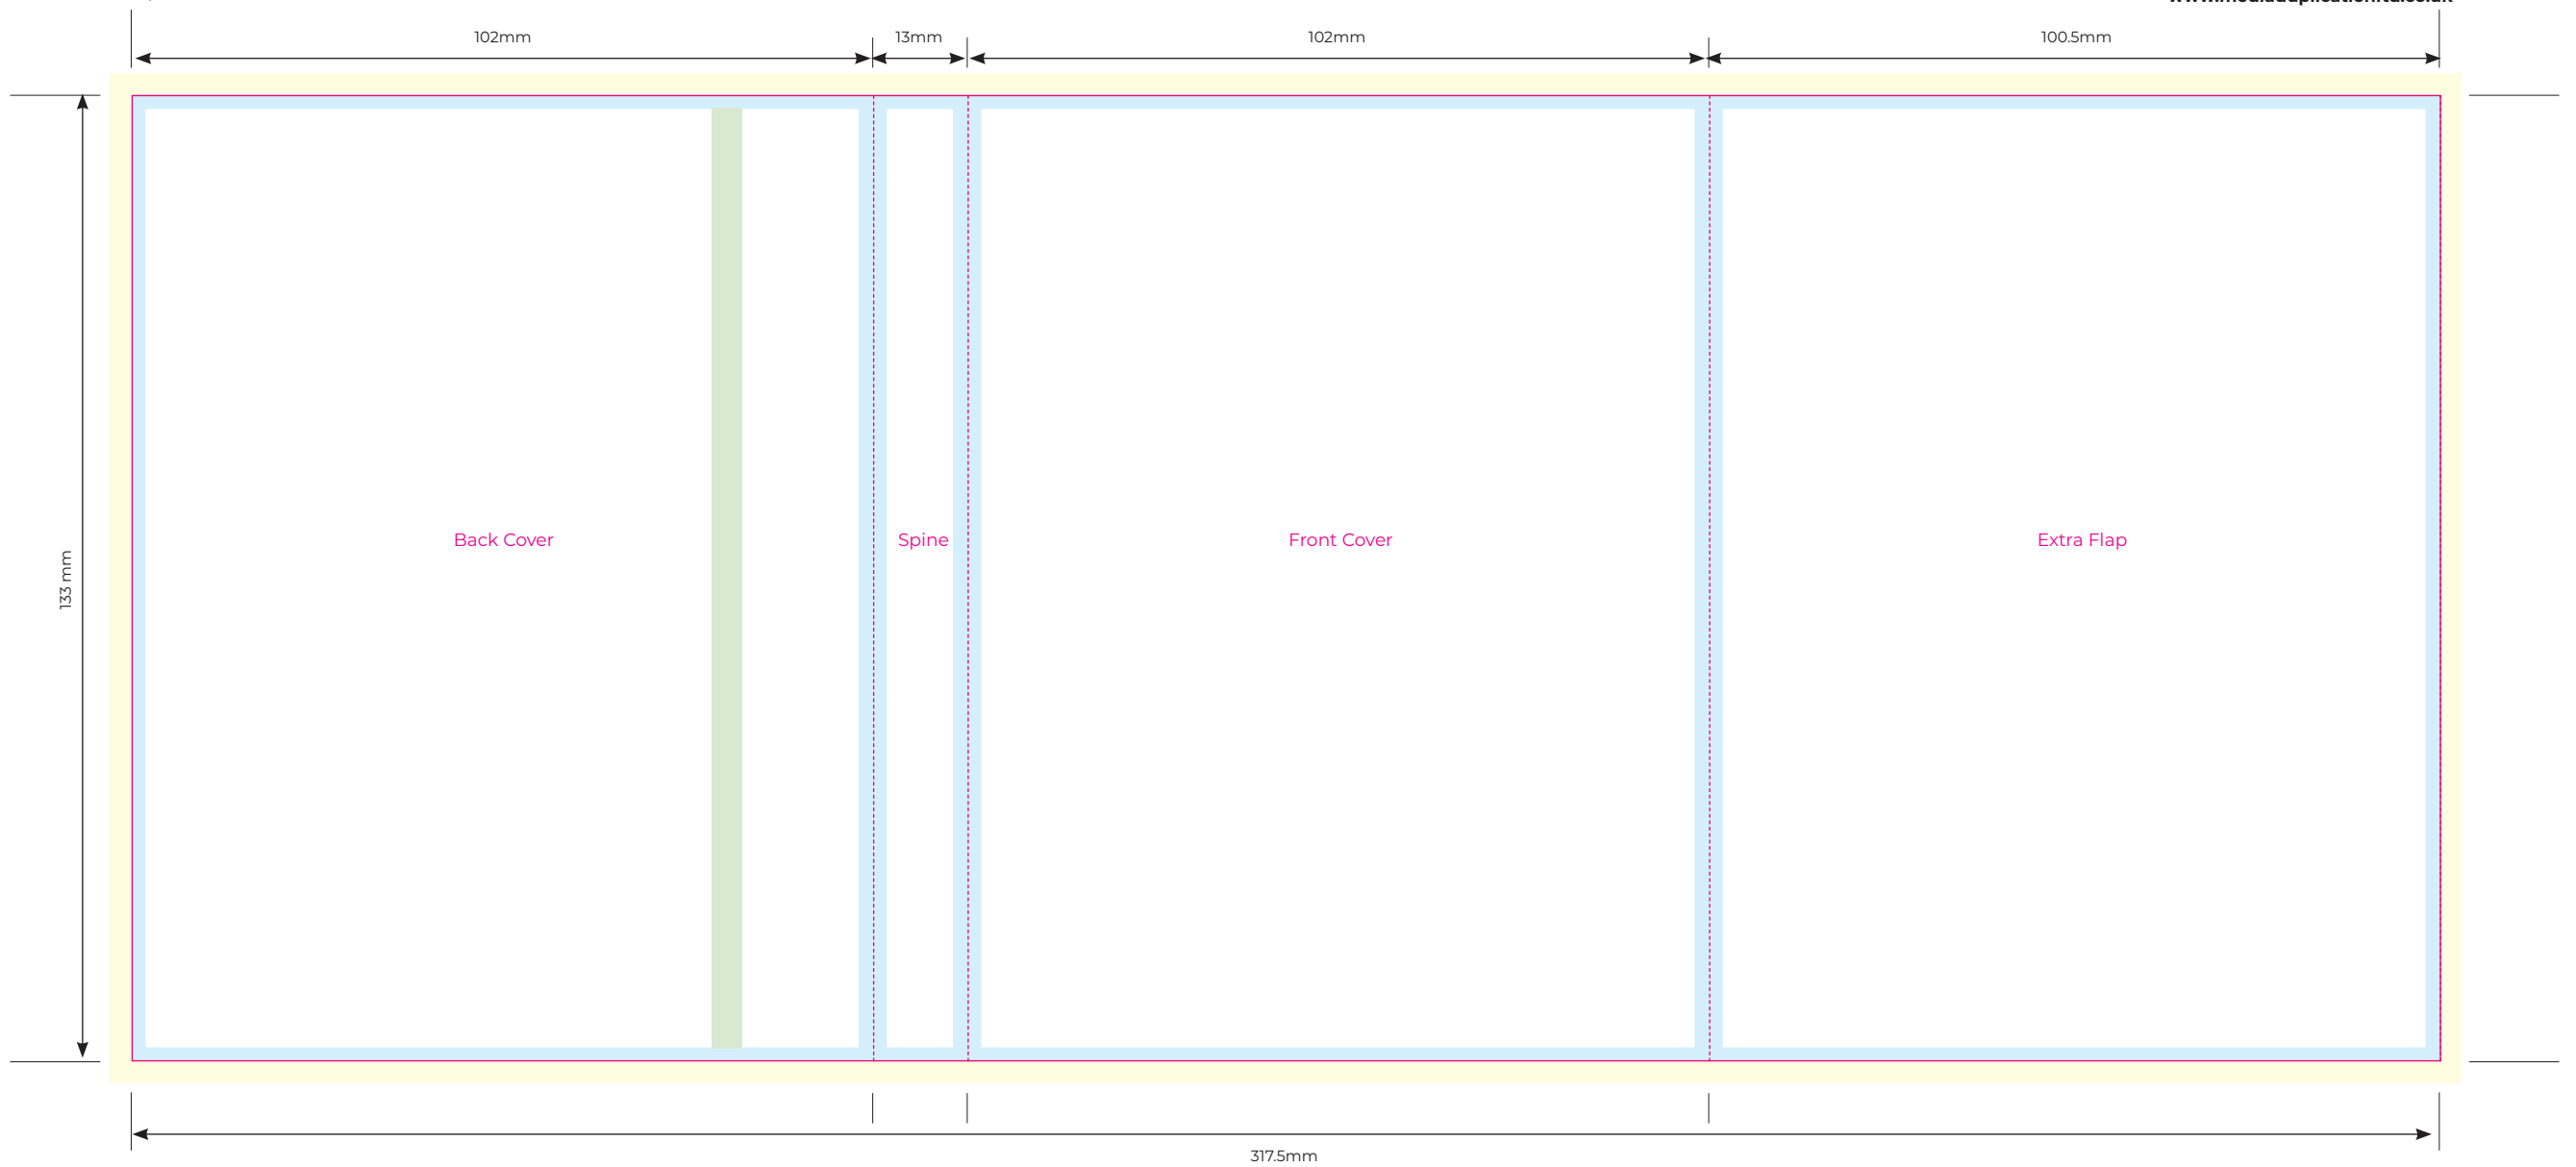 102mm
13mm
102mm
100.5mm
133 mm
Back Cover
Spine
Front Cover
Extra Flap
317.5mm